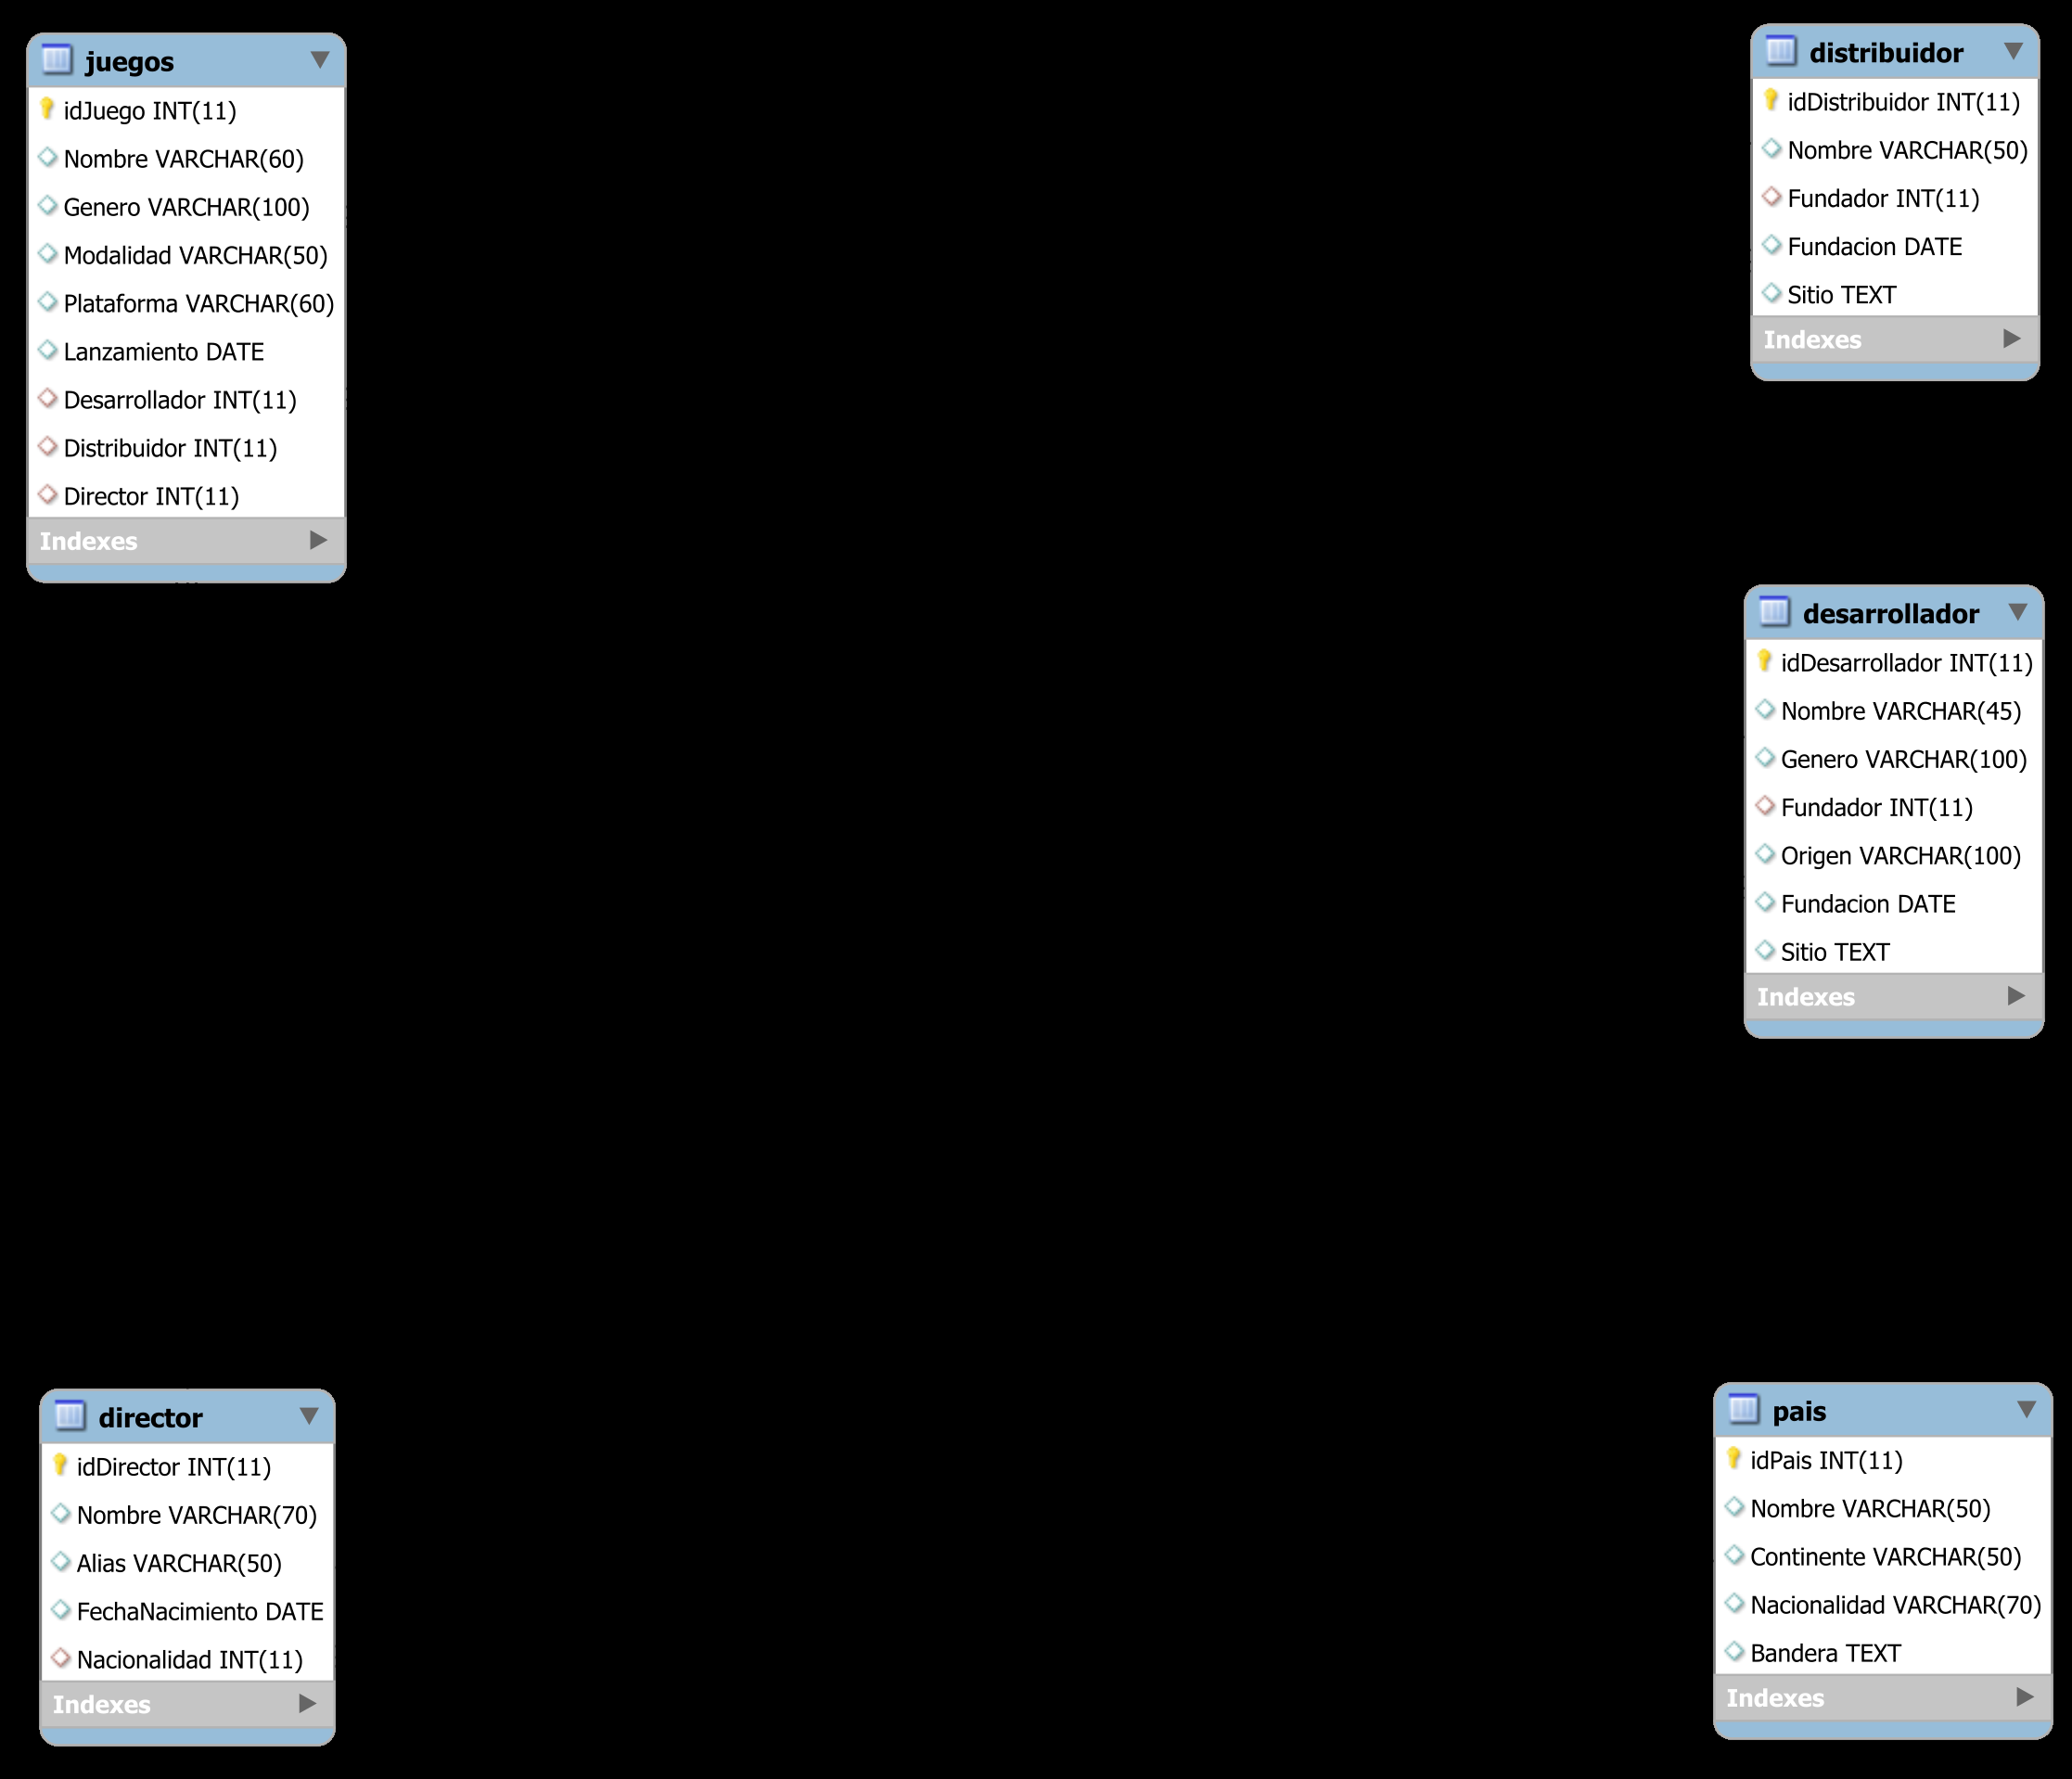 juegos
idJuego INT(11)
Nombre VARCHAR(60)
Genero VARCHAR(100)
Modalidad VARCHAR(50)
Plataforma VARCHAR(60)
Lanzamiento DATE
Desarrollador INT(11)
Distribuidor INT(11)
Director INT(11)
Indexes
distribuidor
idDistribuidor INT(11)
Nombre VARCHAR(50)
Fundador INT(11)
Fundacion DATE
Sitio TEXT
Indexes
desarrollador
idDesarrollador INT(11)
Nombre VARCHAR(45)
Genero VARCHAR(100)
Fundador INT(11)
Origen VARCHAR(100)
Fundacion DATE
Sitio TEXT
Indexes
director
idDirector INT(11)
Nombre VARCHAR(70)
Alias VARCHAR(50)
FechaNacimiento DATE
Nacionalidad INT(11)
Indexes
pais
idPais INT(11)
Nombre VARCHAR(50)
Continente VARCHAR(50)
Nacionalidad VARCHAR(70)
Bandera TEXT
Indexes